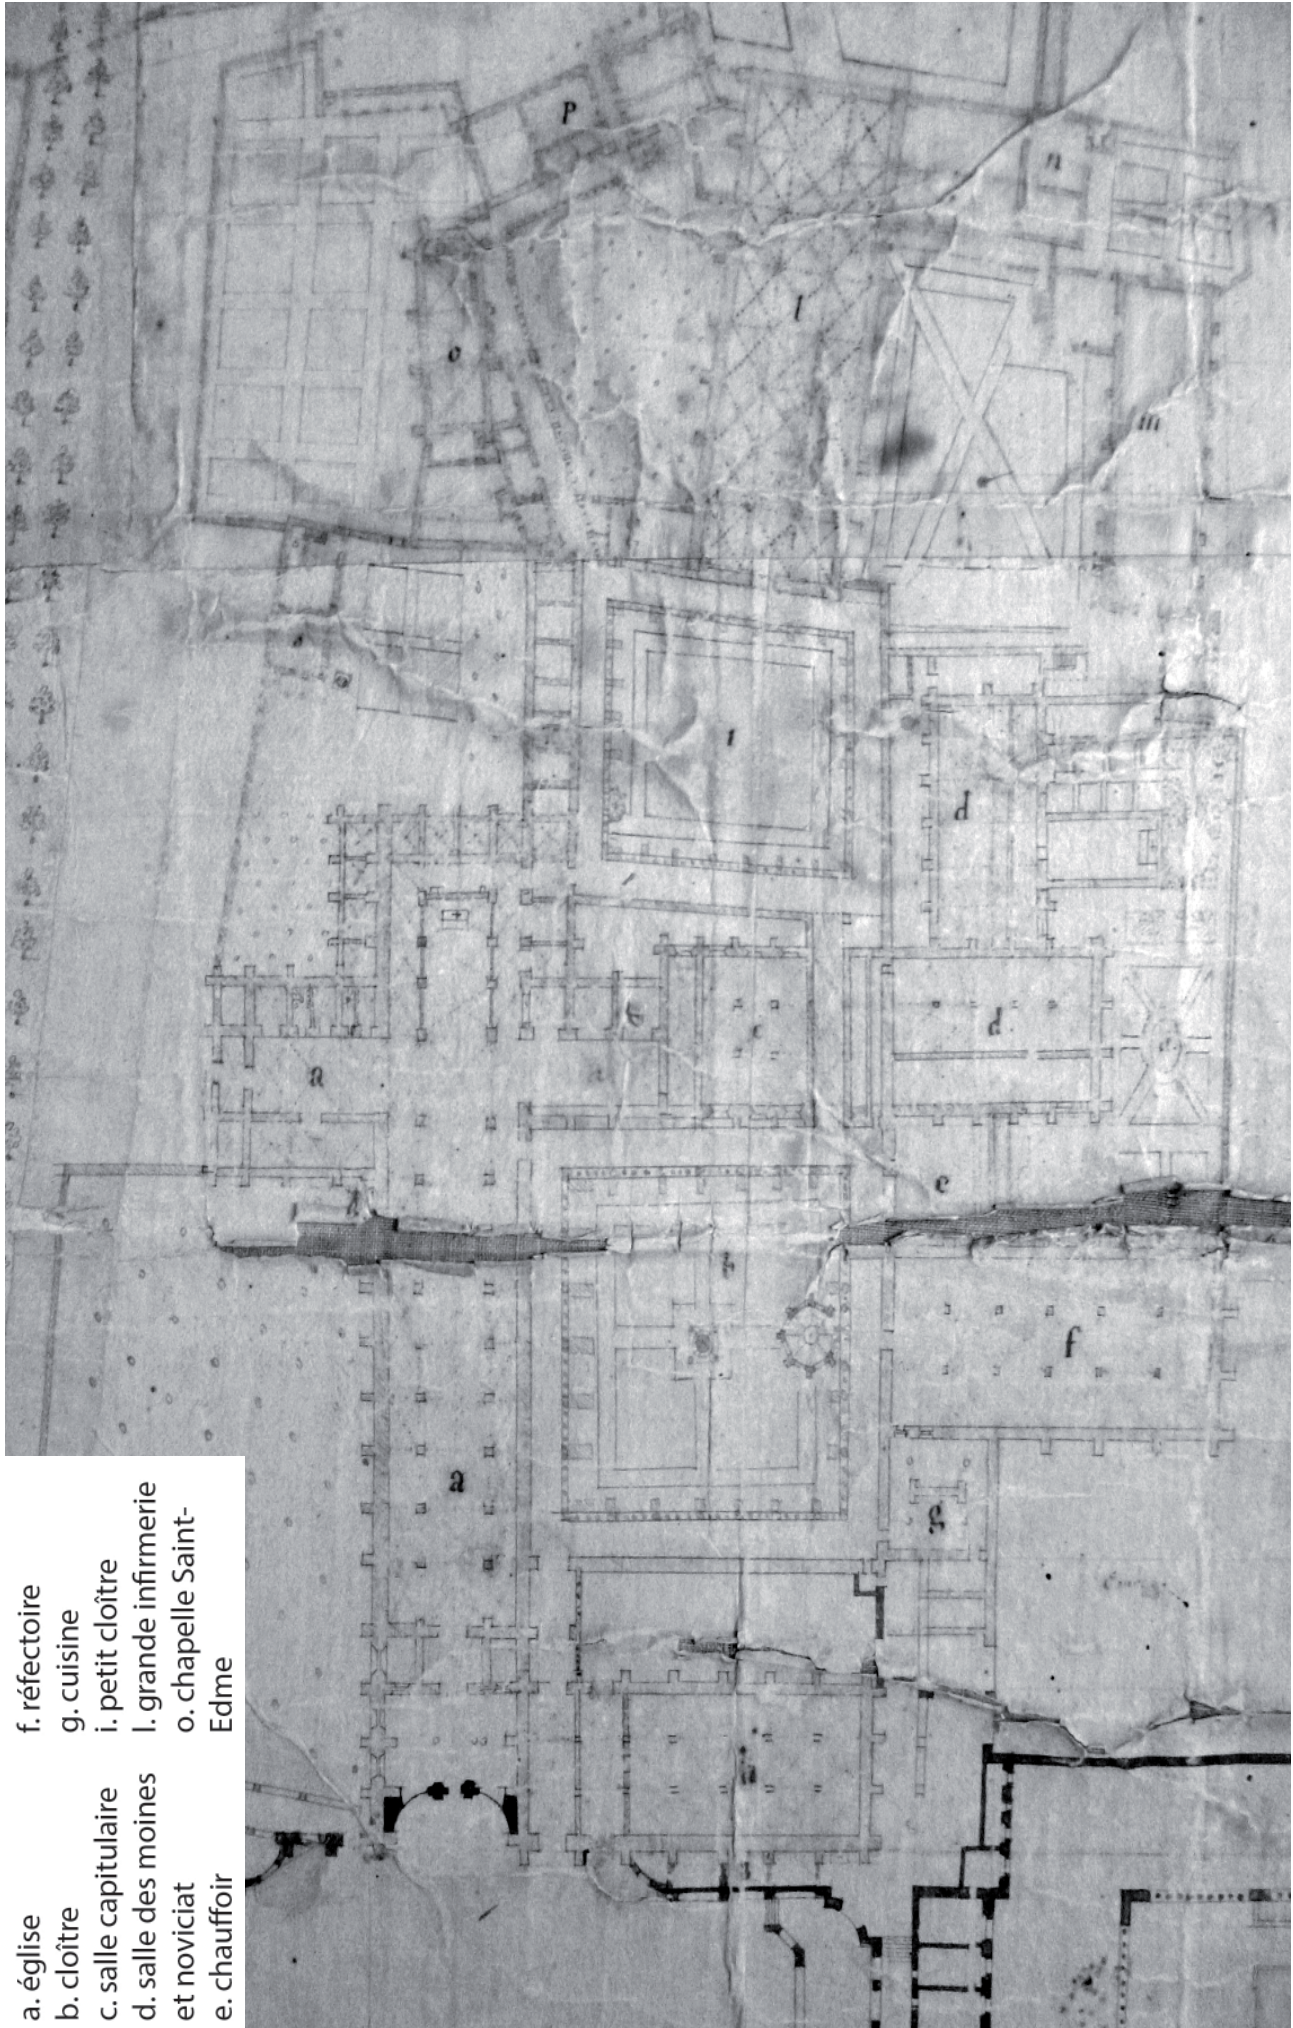 a. église
b. cloître
c. salle capitulaire
d. salle des moines
et noviciat
e. chauffoir
f. réfectoire
g. cuisine
i. petit cloître
l. grande infirmerie
o. chapelle Saint-
Edme
p
n
l
o
m
d
d
a
c
e
f
a
g